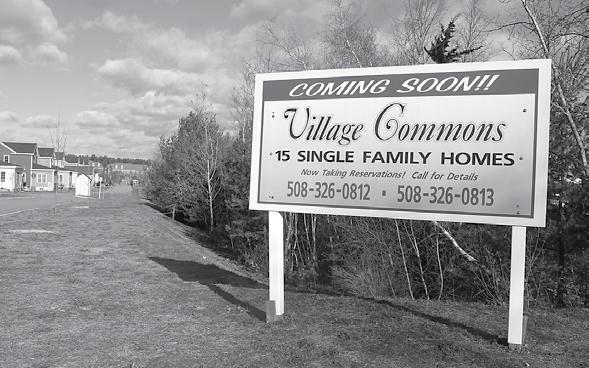 COMING SOON!!
Village Commons
15 SINGLE FAMILY HOMES
Now Taking Reservations! Call for Details
508-326-0812 • 508-326-0813